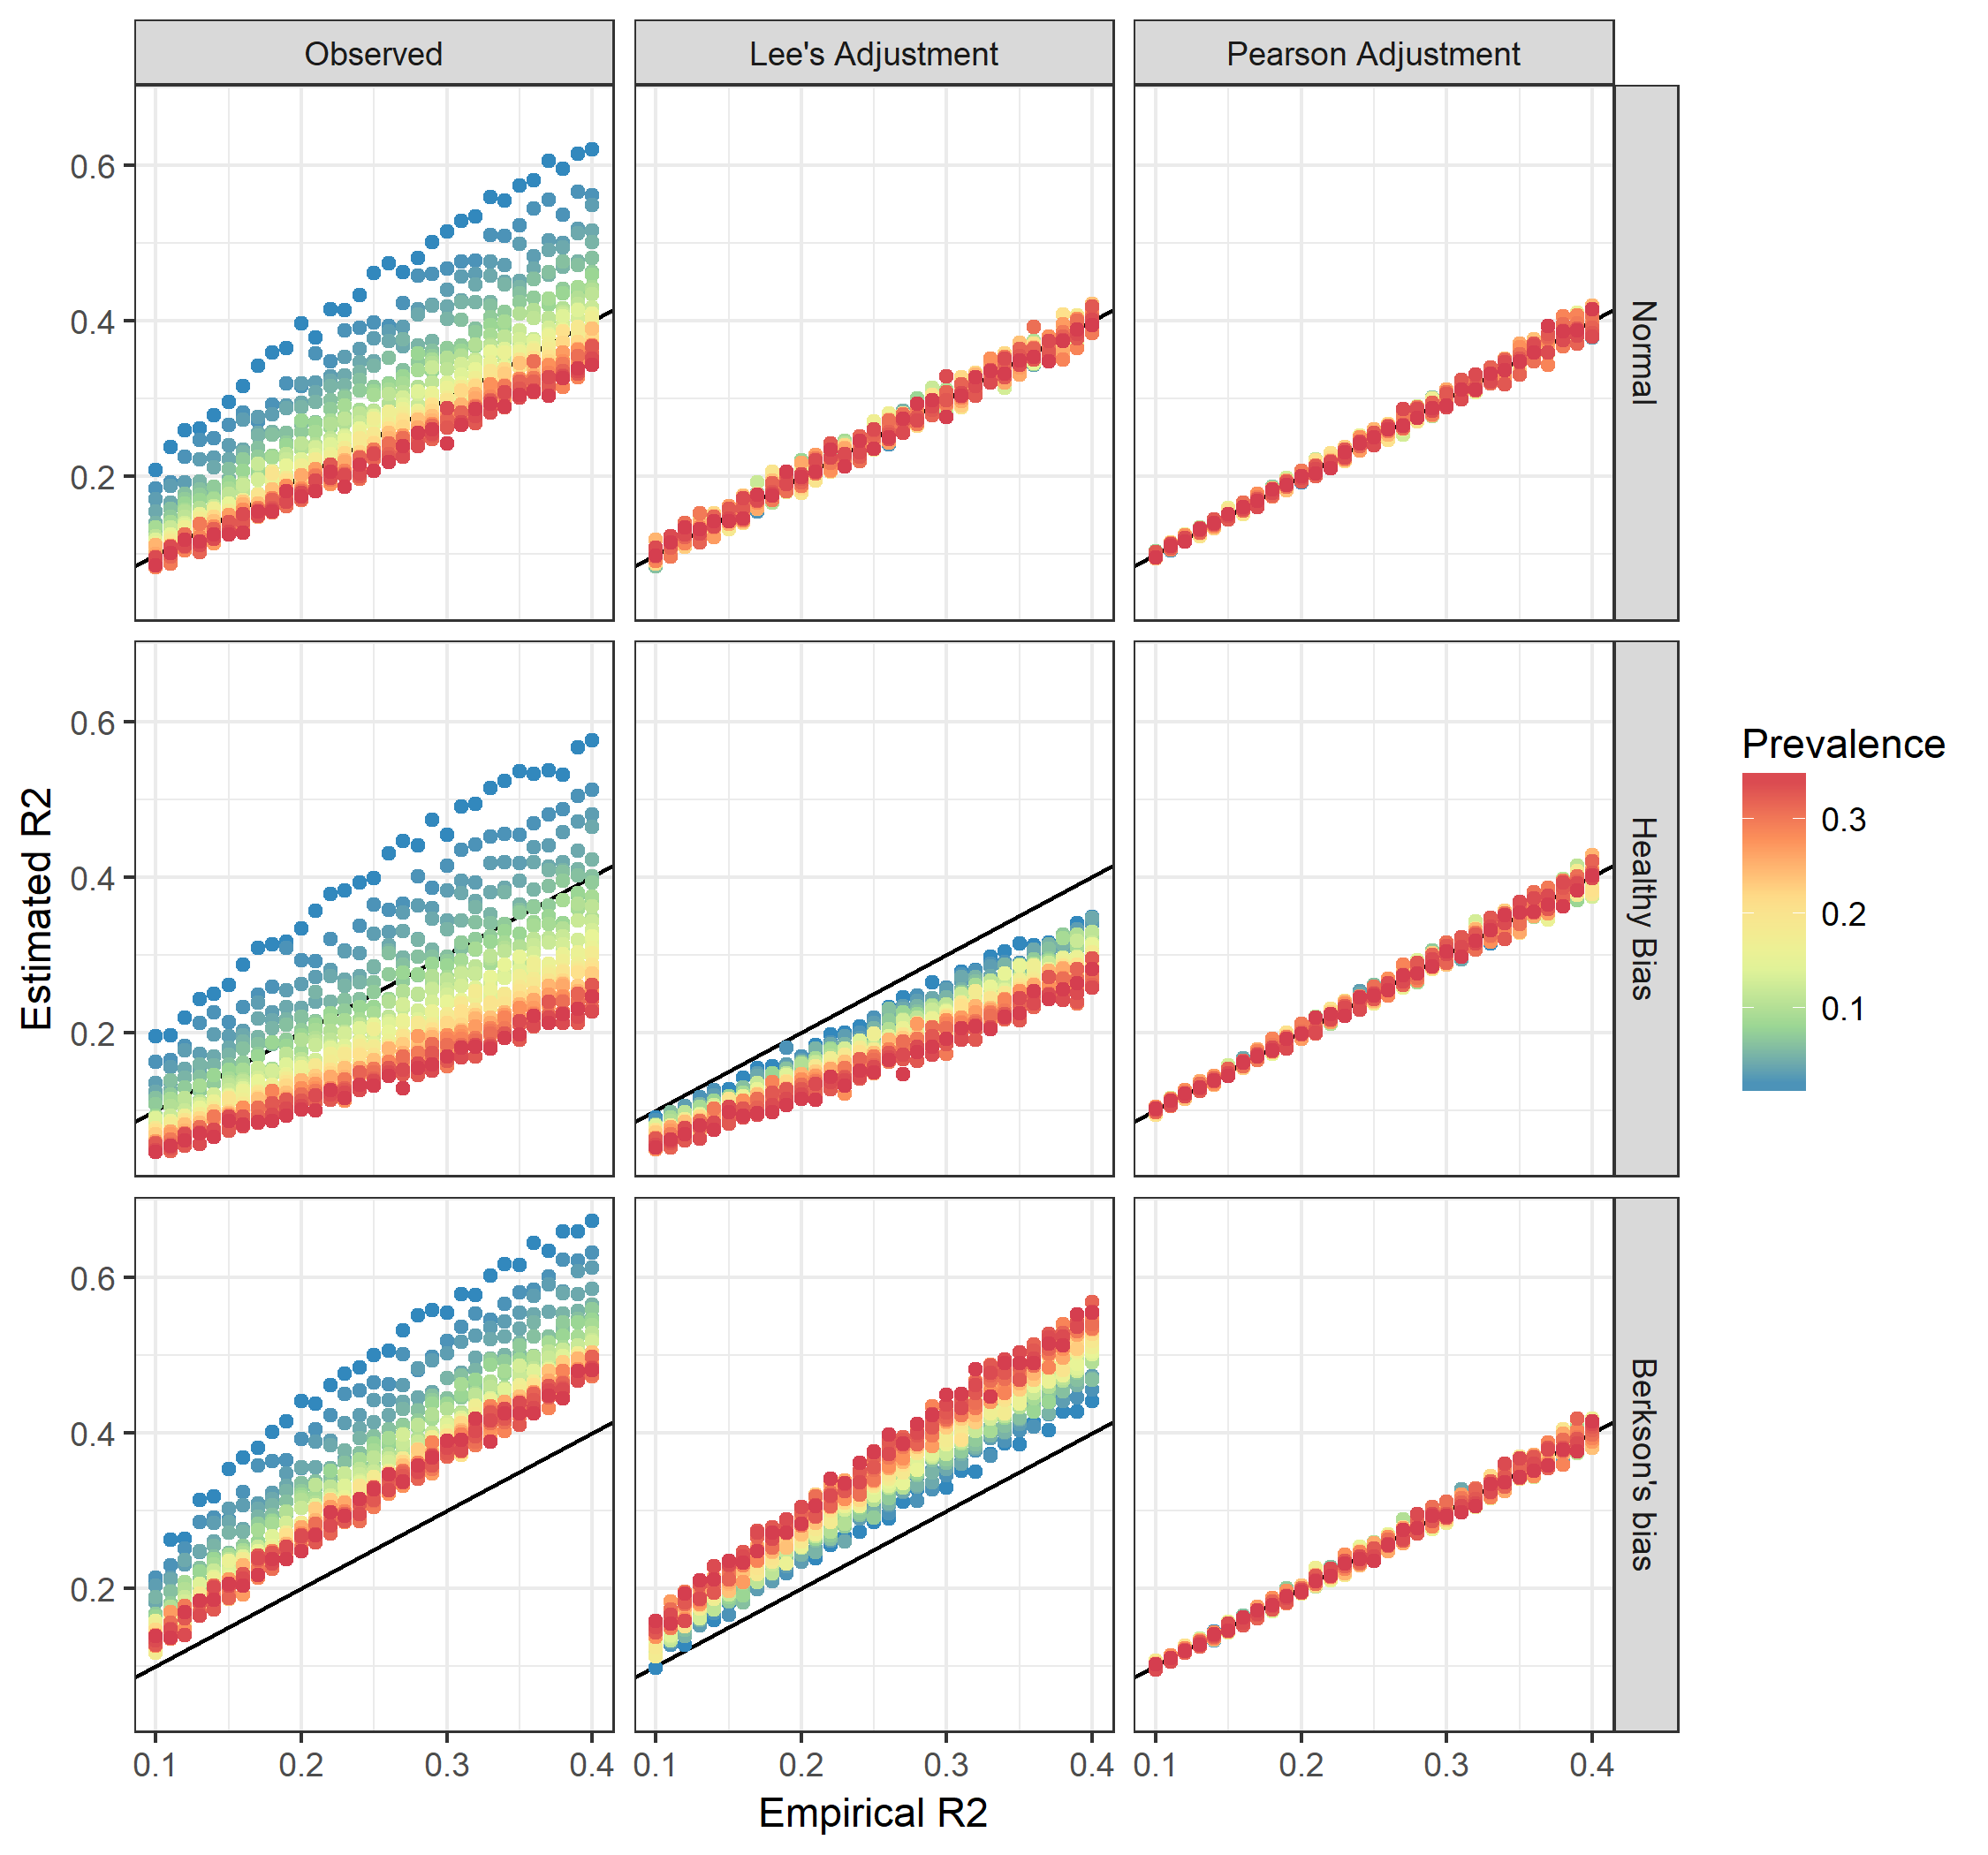 Observed
Lee's Adjustment
Pearson Adjustment
0.6
0.4
0.2
Normal
0.6
0.4
0.2
Healthy Bias
0.6
0.4
0.2
Berkson's bias
Estimated R2
0.1 0.2 0.3 0.4
0.1 0.2 0.3 0.4
0.1 0.2 0.3 0.4
Empirical R2
Prevalence
0.3
0.2
0.1